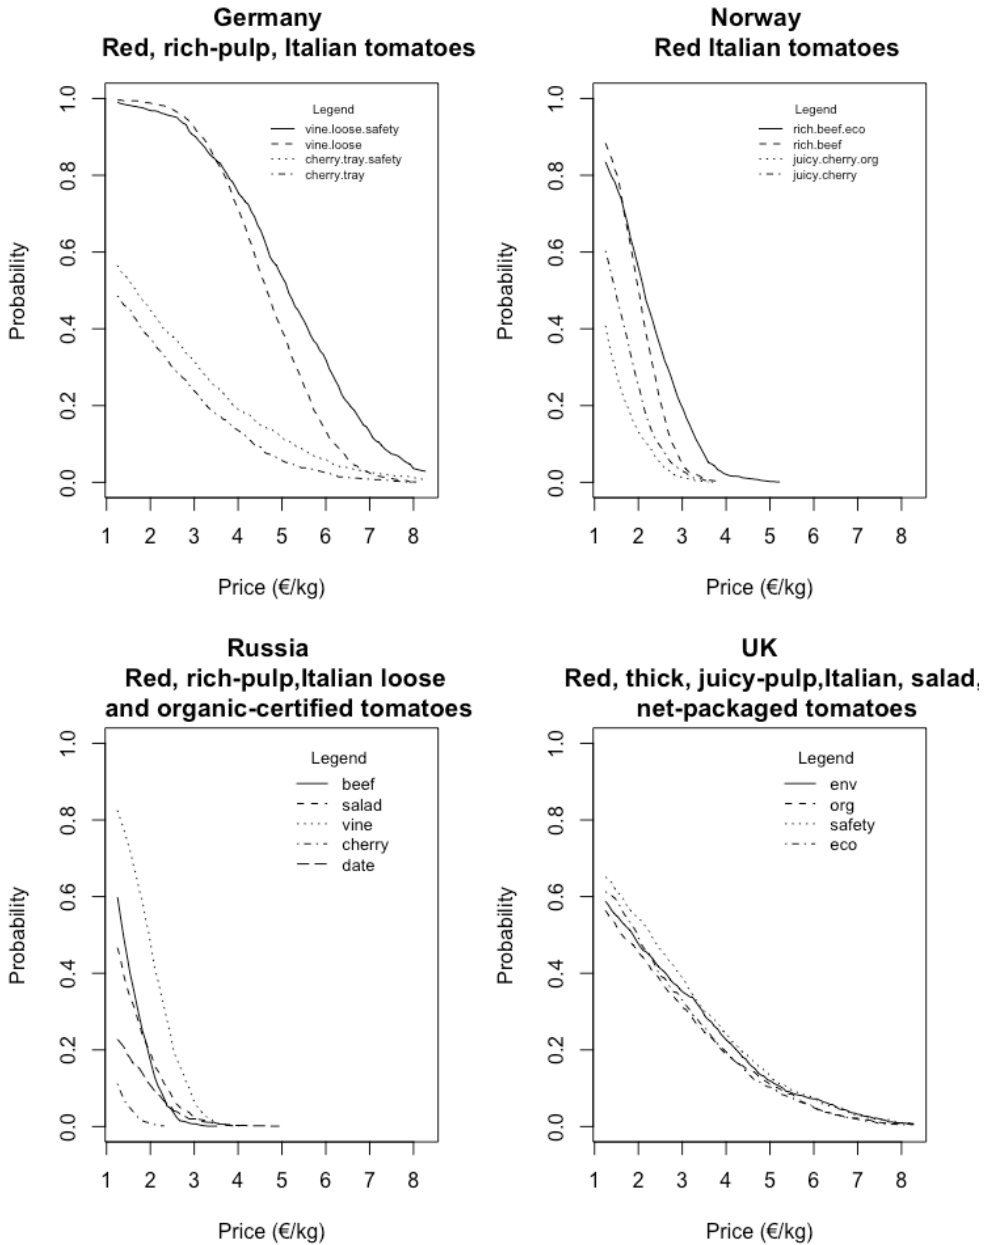 Germany
Red, rich-pulp, Italian tomatoes
Probability
1.0
0.8
0.6
0.4
0.2
0.0
Legend
vine.loose.safety
vine.loose
cherry.tray.safety
cherry.tray
1 2 3 4 5 6 7 8
Price (€/kg)
Norway
Red Italian tomatoes
Probability
1.0
0.8
0.6
0.4
0.2
0.0
Legend
rich.beef.eco
rich.beef
juicy.cherry.org
juicy.cherry
1 2 3 4 5 6 7 8
Price (€/kg)
Russia
Red, rich-pulp,Italian loose
and organic-certified tomatoes
Probability
1.0
0.8
0.6
0.4
0.2
0.0
Legend
beef
salad
vine
cherry
date
1 2 3 4 5 6 7 8
Price (€/kg)
UK
Red, thick, juicy-pulp,Italian, salad,
net-packaged tomatoes
Probability
1.0
0.8
0.6
0.4
0.2
0.0
Legend
env
org
safety
eco
1 2 3 4 5 6 7 8
Price (€/kg)